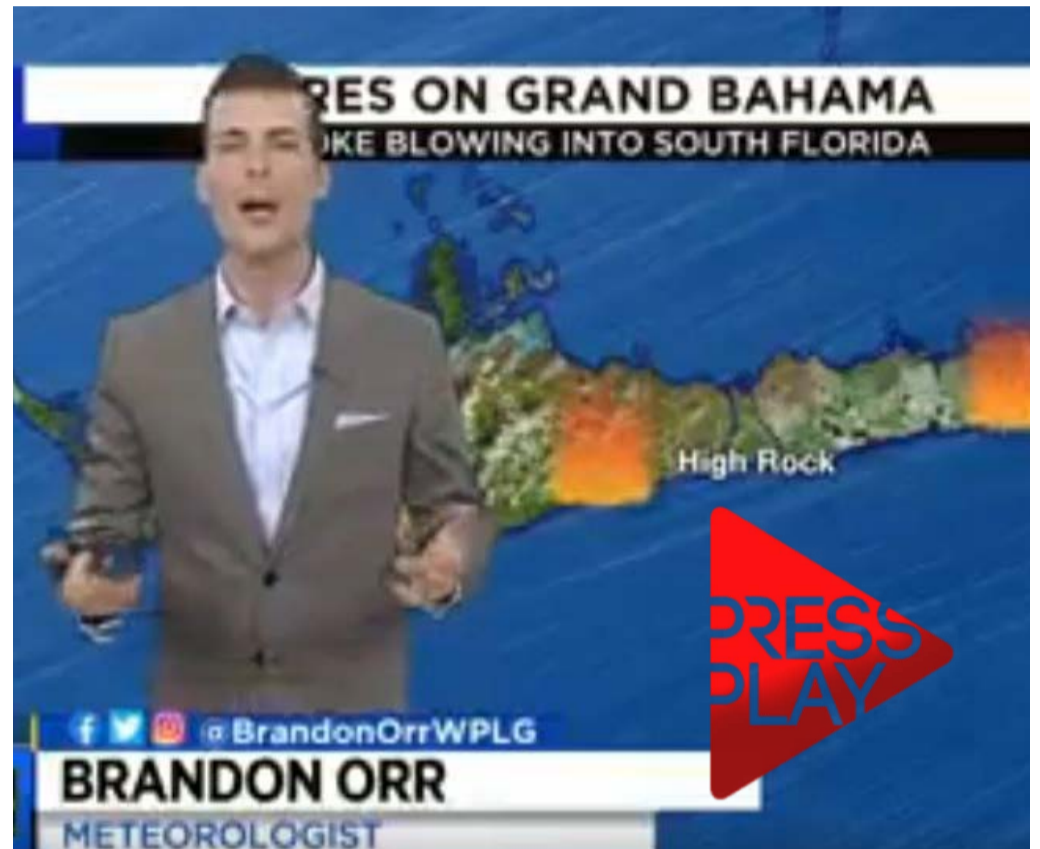 RES ON GRAND BAHAMA
OKE BLOWING INTO SOUTH FLORIDA
High Rock
PRESS
PLAY
@BrandonOrrWPLG
BRANDON ORR
METEOROLOGIST